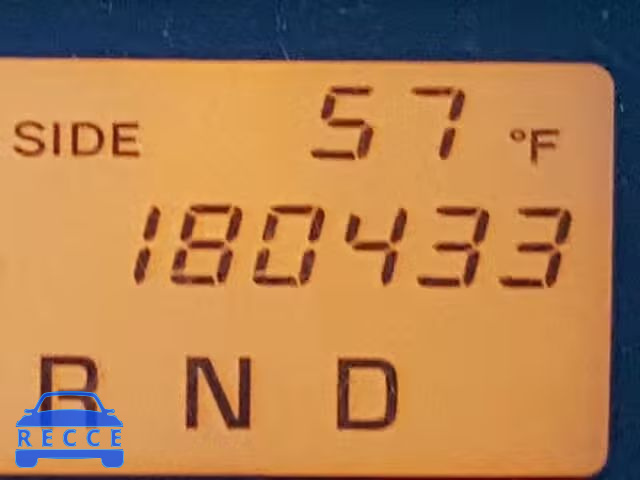 SIDE 57 °F
180433
R N D
RECCE